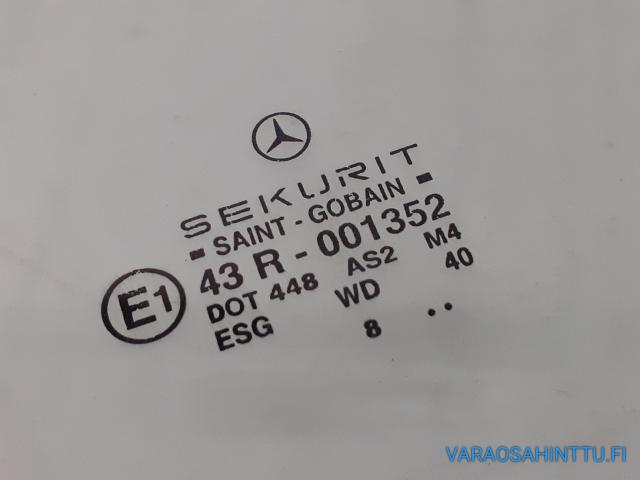 SEKURIT
- SAINT - GOBAIN -
E1
43 R - 001352
DOT 448 AS2 M4
ESG WD 40
8 ..
VARAOSAHINTTU.FI